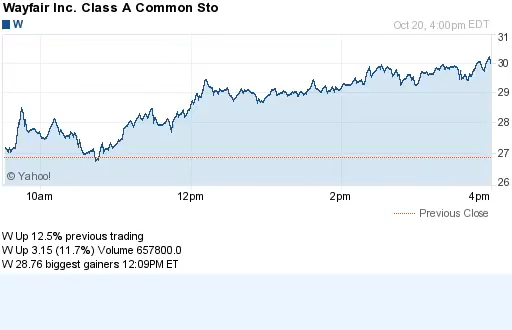 Wayfair Inc. Class A Common Sto
W
Oct 20, 4:00pm EDT
31
30
29
28
27
26
© Yahoo!
10am 12pm 2pm 4pm
Previous Close
W Up 12.5% previous trading
W Up 3.15 (11.7%) Volume 657800.0
W 28.76 biggest gainers 12:09PM ET